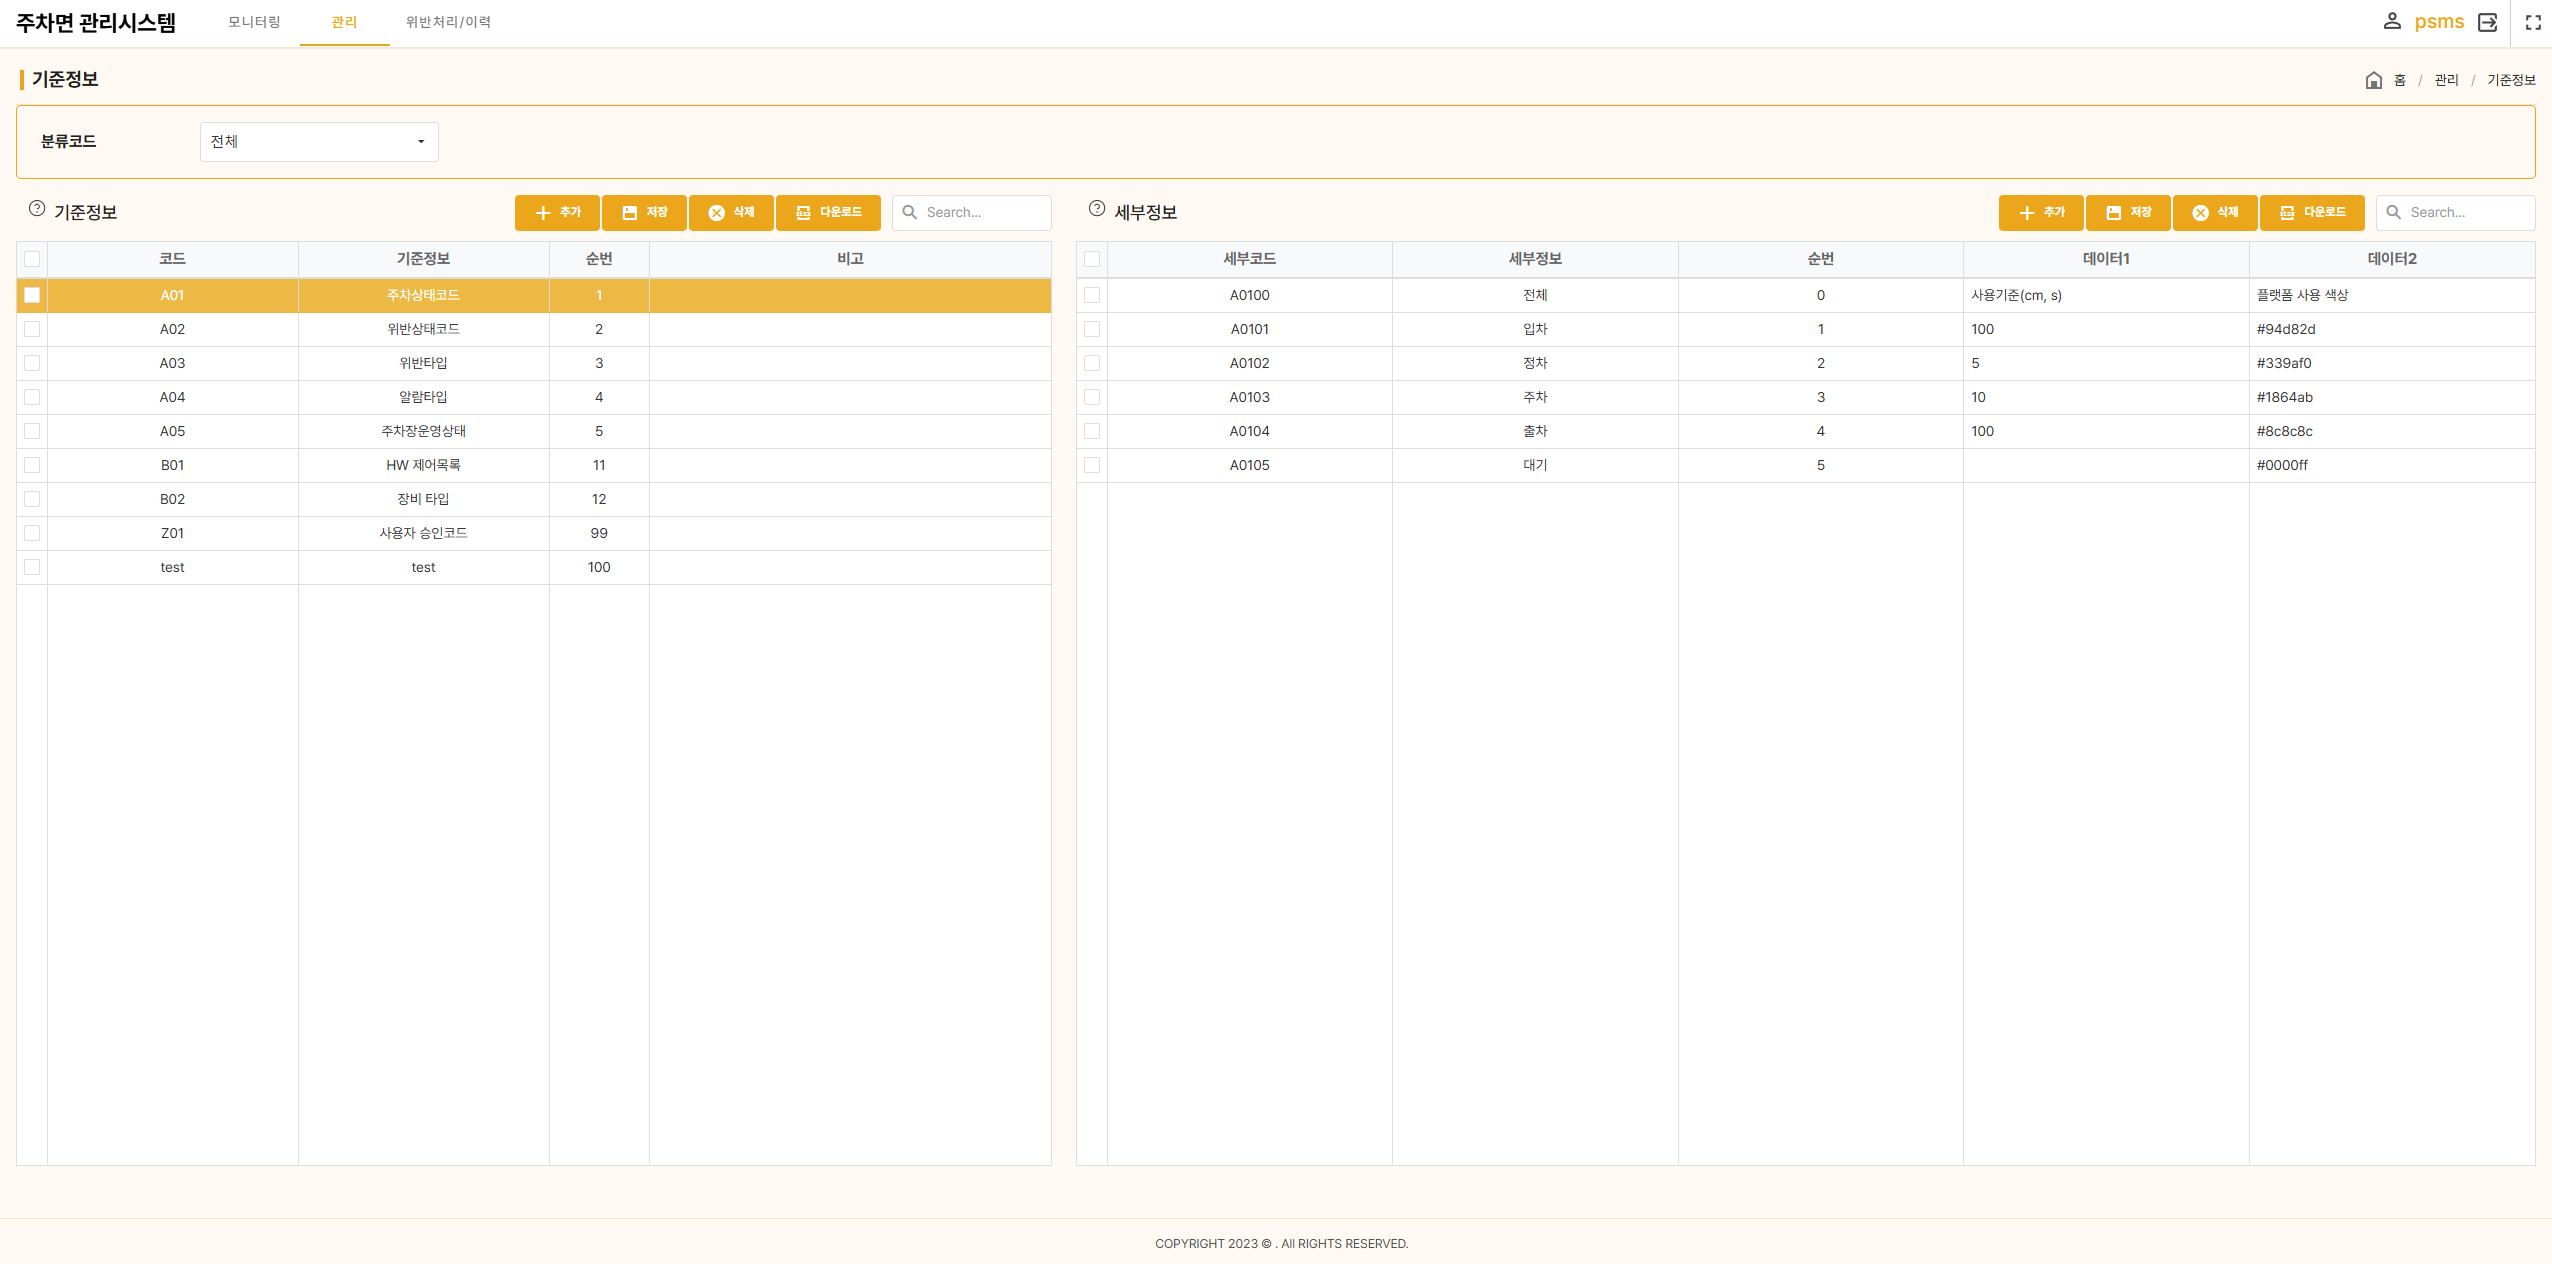 주차면 관리시스템 모니터링 관리 위반처리/이력 psms
기준정보 홈 / 관리 / 기준정보
분류코드 전체
기준정보 추가 저장 삭제 다운로드 Search...
코드 기준정보 순번 비고
A01 주차상태코드 1
A02 위반상태코드 2
A03 위반타입 3
A04 알람타입 4
A05 주차장운영상태 5
B01 HW 제어목록 11
B02 장비 타입 12
Z01 사용자 승인코드 99
test test 100
세부정보 추가 저장 삭제 다운로드 Search...
세부코드 세부정보 순번 데이터1 데이터2
A0100 전체 0 사용기준(cm, s) 플랫폼 사용 색상
A0101 입차 1 100 #94d82d
A0102 정차 2 5 #339af0
A0103 주차 3 10 #1864ab
A0104 출차 4 100 #8c8c8c
A0105 대기 5 #0000ff
COPYRIGHT 2023 © . All RIGHTS RESERVED.